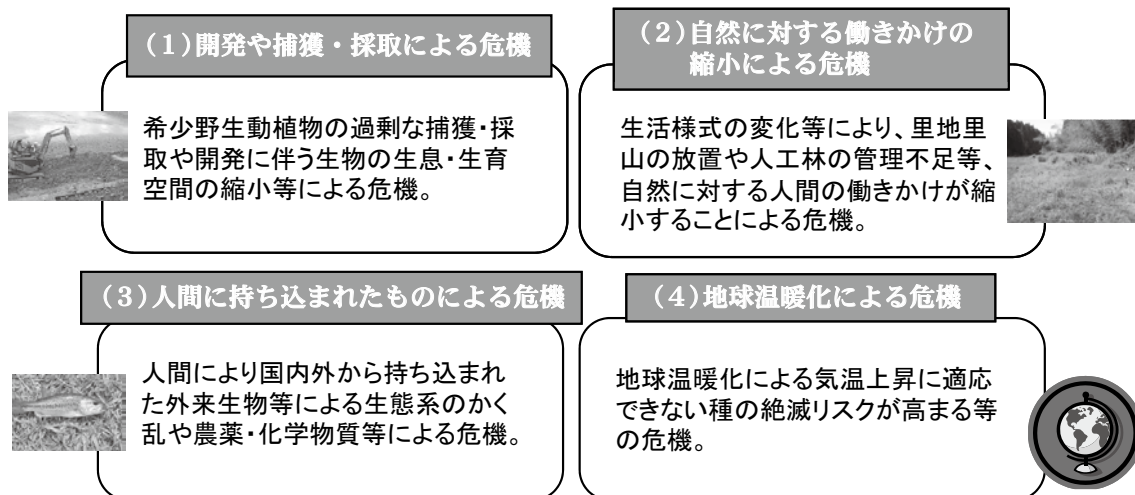 (1)開発や捕獲・採取による危機
希少野生動植物の過剰な捕獲・採
取や開発に伴う生物の生息・生育
空間の縮小等による危機。
(2)自然に対する働きかけの
縮小による危機
生活様式の変化等により、里地里
山の放置や人工林の管理不足等、
自然に対する人間の働きかけが縮
小することによる危機。
(3)人間に持ち込まれたものによる危機
人間により国内外から持ち込まれ
た外来生物等による生態系のかく
乱や農薬・化学物質等による危機。
(4)地球温暖化による危機
地球温暖化による気温上昇に適応
できない種の絶滅リスクが高まる等
の危機。